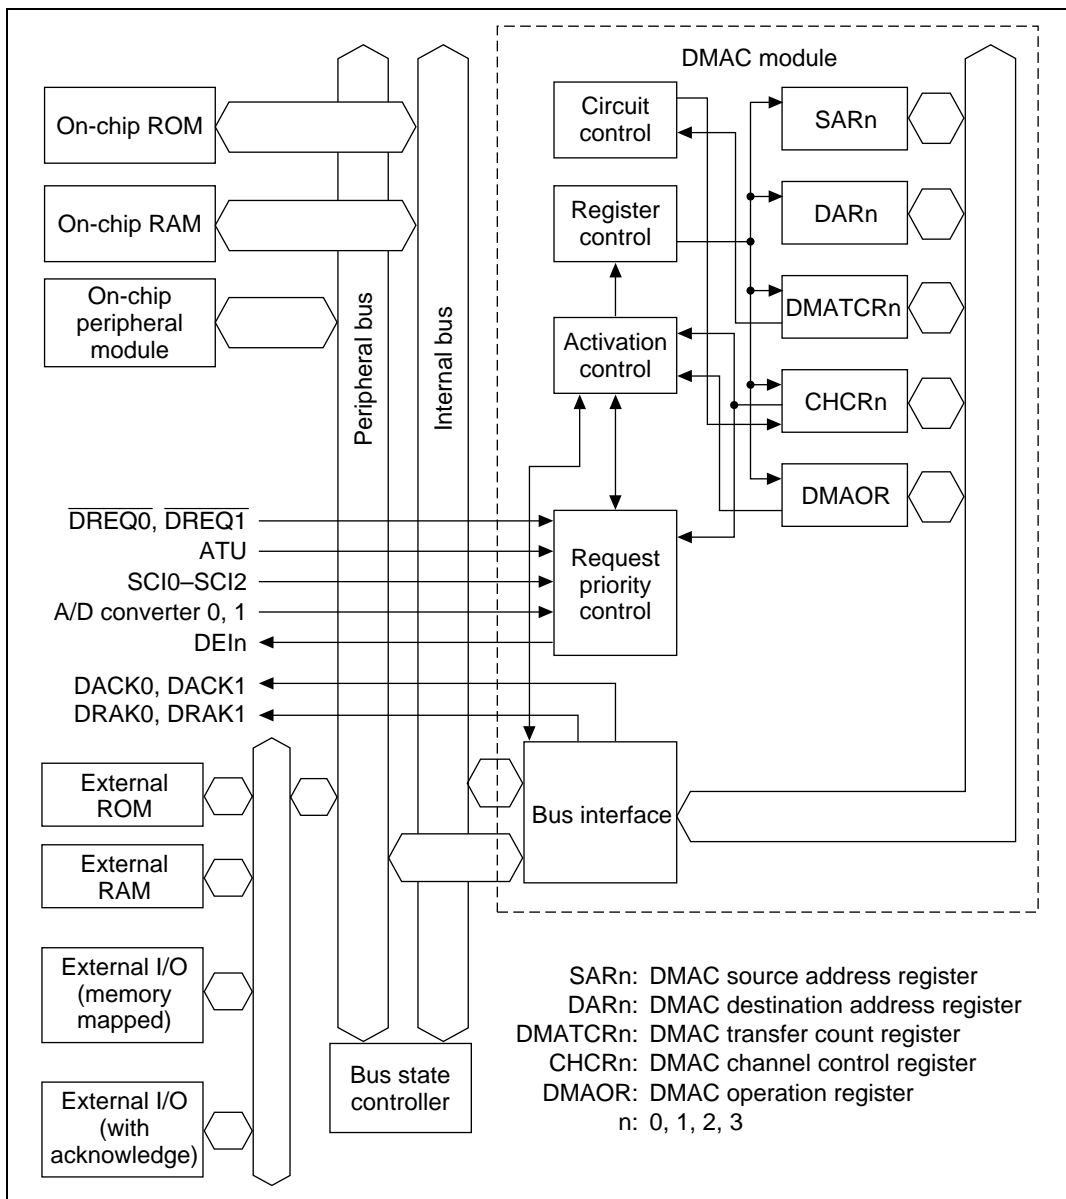 DMAC module
On-chip ROM
On-chip RAM
On-chip
peripheral
module
Peripheral bus
Internal bus
Circuit
control
Register
control
Activation
control
Request
priority
control
SARn
DARn
DMATCRn
CHCRn
DMAOR
D̅R̅E̅Q̅0̅, D̅R̅E̅Q̅1̅
ATU
SCI0–SCI2
A/D converter 0, 1
DEIn
DACK0, DACK1
DRAK0, DRAK1
External
ROM
External
RAM
External I/O
(memory
mapped)
External I/O
(with
acknowledge)
Bus interface
Bus state
controller
SARn: DMAC source address register
DARn: DMAC destination address register
DMATCRn: DMAC transfer count register
CHCRn: DMAC channel control register
DMAOR: DMAC operation register
n: 0, 1, 2, 3